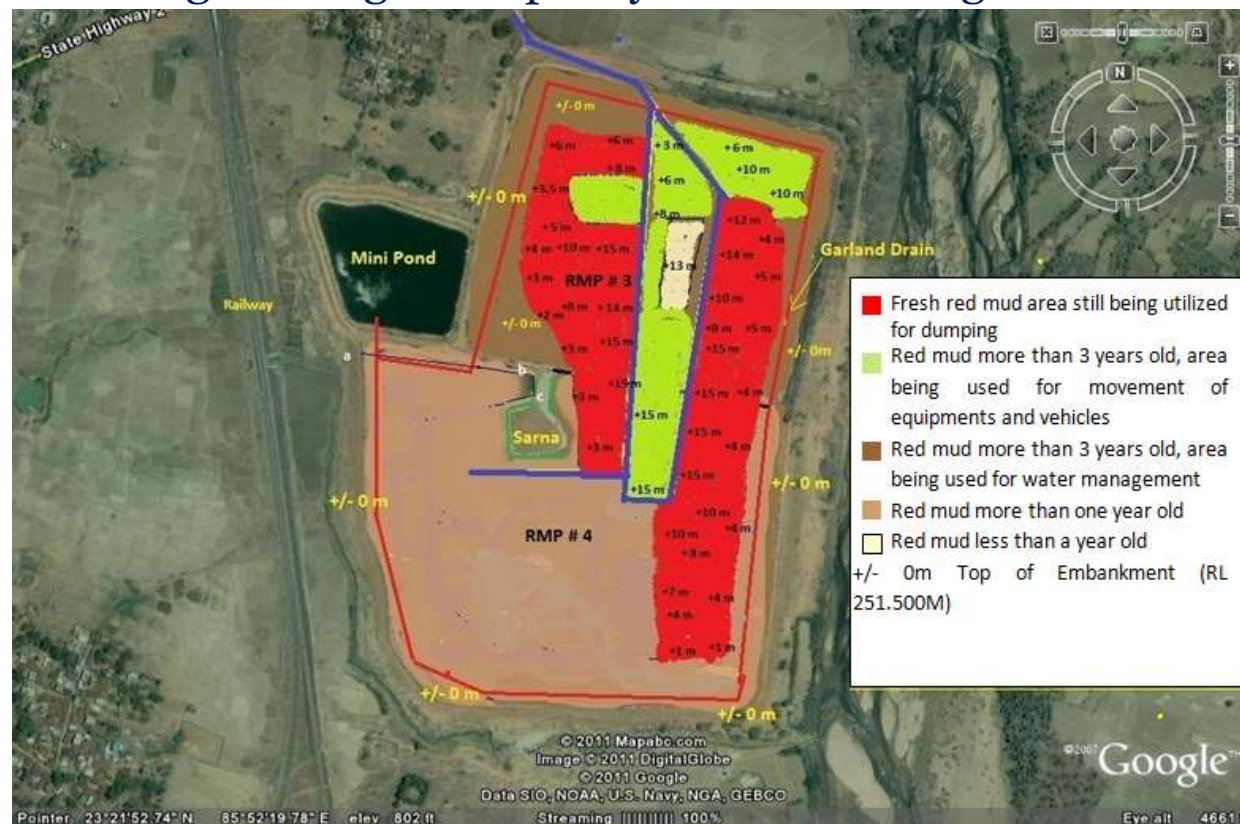 State Highway 2
N
+/- 0 m
+6 m
+6 m
+8 m
+3.5 m
+/- 0 m
+5 m
+4 m +10 m +15 m
+3 m
RMP # 3
+8 m +14 m
+2 m
+/-0 m
+15 m
+3 m
+15m
+3 m
+3 m
+3 m
+6 m
+8 m
+13 m
+15 m
+15 m
+6 m
+10 m
+10 m
+12 m
+4 m
+14 m
+5 m
+10 m
+8 m +5 m
+15 m
+15 m +4 m
+15 m
+4 m
+15 m
+10 m
+4 m
+10 m
+8 m
+7 m
+4 m
+4 m
+1 m
+1 m
Mini Pond
Railway
a
b
c
Sarna
Garland Drain
+/- 0m
+/- 0 m
+/- 0 m
RMP # 4
+/- 0 m
+/- 0 m
Fresh red mud area still being utilized
for dumping
Red mud more than 3 years old, area
being used for movement of
equipments and vehicles
Red mud more than 3 years old, area
being used for water management
Red mud more than one year old
Red mud less than a year old
+/- 0m Top of Embankment (RL
251.500M)
© 2011 Mapabc.com
Image © 2011 DigitalGlobe
© 2011 Google
Data SIO, NOAA, U.S. Navy, NGA, GEBCO
©2007 Google™
Pointer 23°21'52.74" N 85°52'19.78" E elev 802 ft Streaming |||||||||| 100% Eye alt 4661